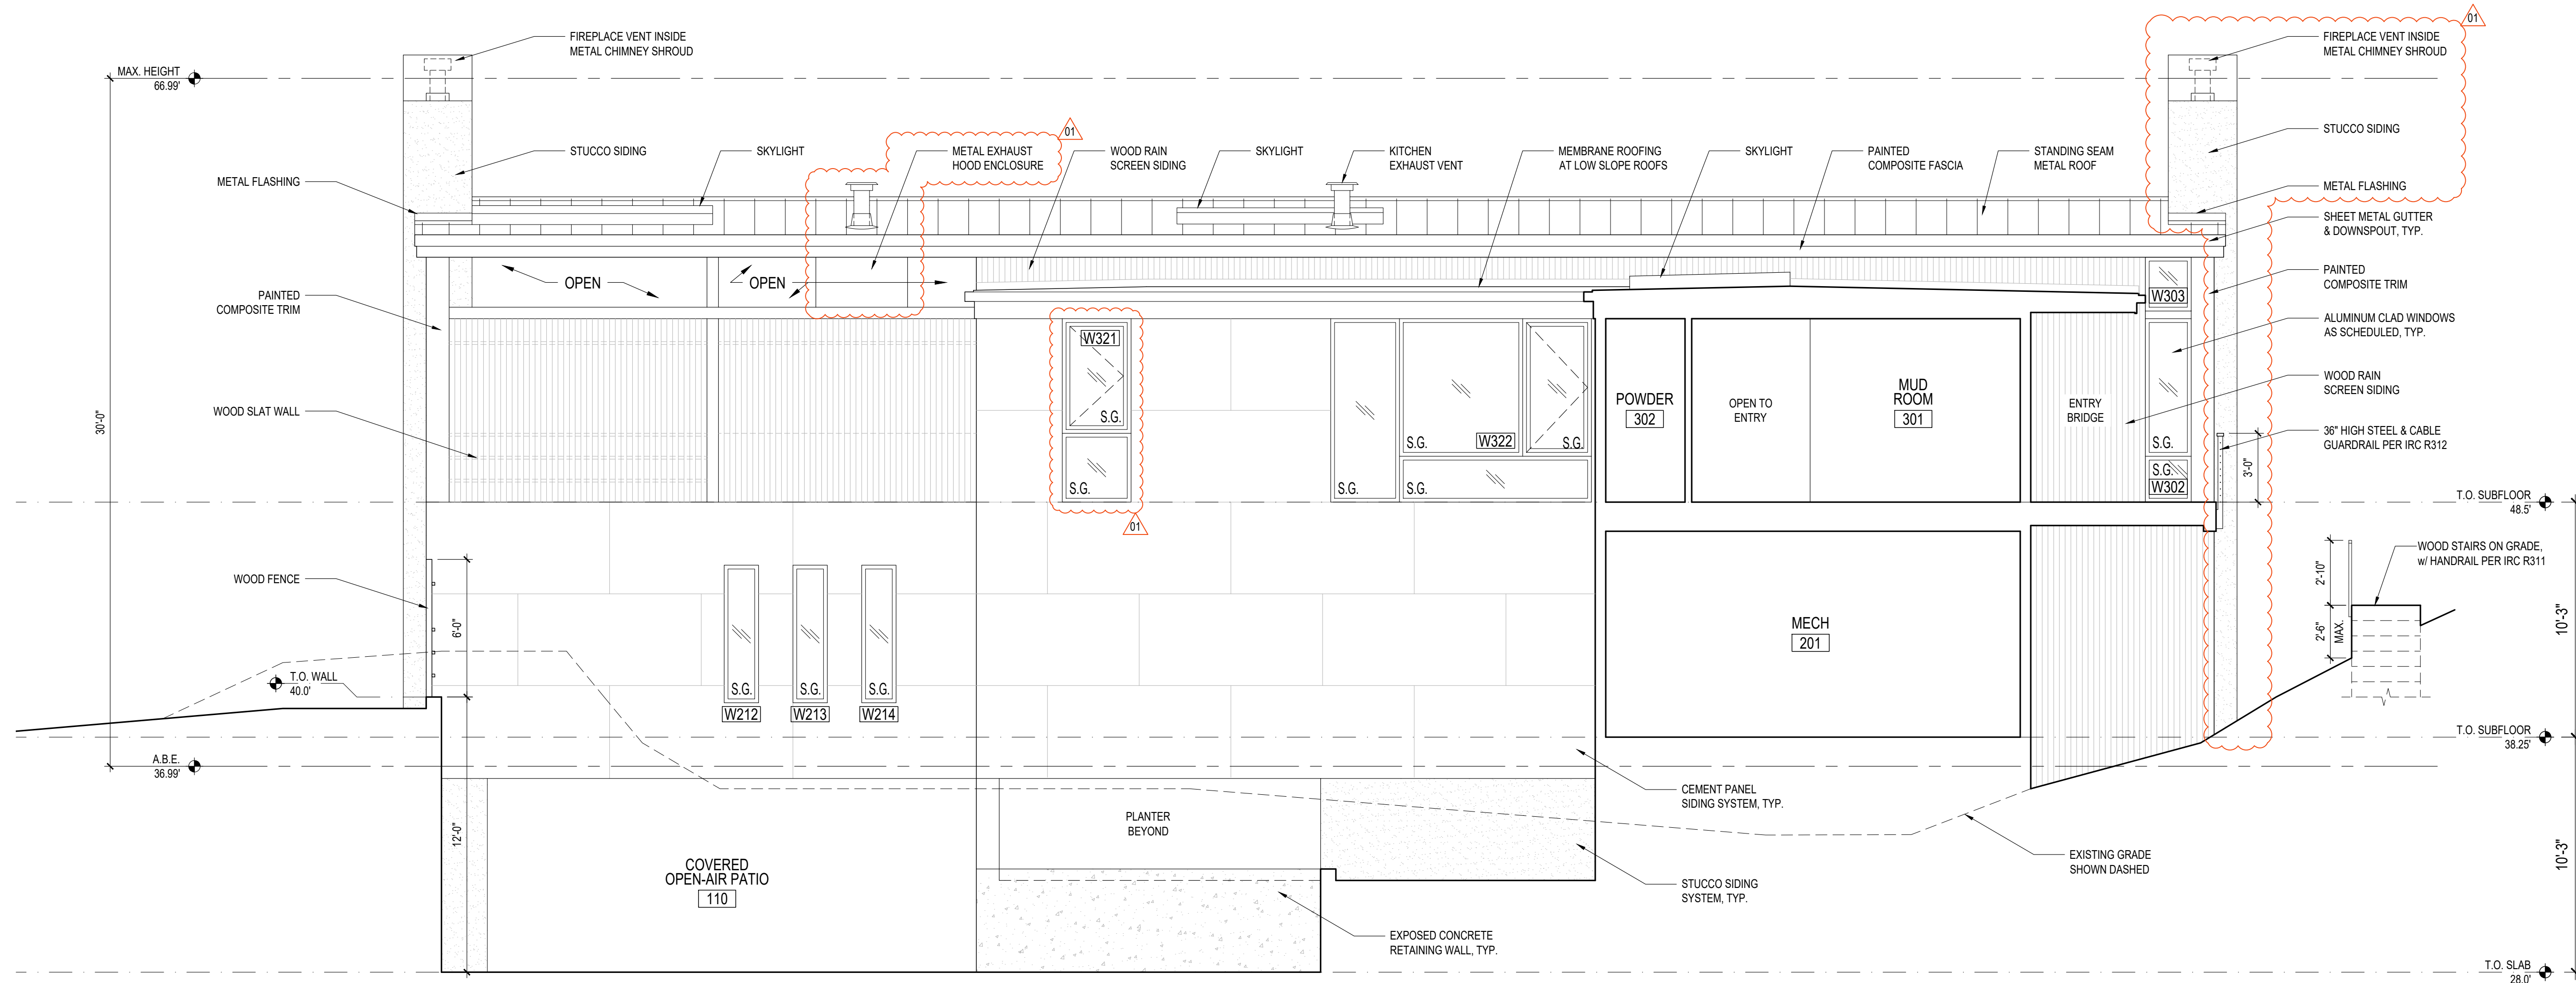 01
FIREPLACE VENT INSIDE
METAL CHIMNEY SHROUD
FIREPLACE VENT INSIDE
METAL CHIMNEY SHROUD
MAX. HEIGHT
66.99'
01
STUCCO SIDING
STUCCO SIDING
SKYLIGHT
METAL EXHAUST
HOOD ENCLOSURE
WOOD RAIN
SCREEN SIDING
SKYLIGHT
KITCHEN
EXHAUST VENT
MEMBRANE ROOFING
AT LOW SLOPE ROOFS
SKYLIGHT
PAINTED
COMPOSITE FASCIA
STANDING SEAM
METAL ROOF
METAL FLASHING
METAL FLASHING
SHEET METAL GUTTER
& DOWNSPOUT, TYP.
OPEN
OPEN
PAINTED
COMPOSITE TRIM
PAINTED
COMPOSITE TRIM
W303
ALUMINUM CLAD WINDOWS
AS SCHEDULED, TYP.
W321
S.G.
S.G.
WOOD RAIN
SCREEN SIDING
POWDER
302
OPEN TO
ENTRY
MUD
ROOM
301
ENTRY
BRIDGE
WOOD SLAT WALL
30'-0"
36" HIGH STEEL & CABLE
GUARDRAIL PER IRC R312
S.G.
W322
S.G.
S.G.
S.G.
S.G.
S.G.
W302
3'-0"
01
T.O. SUBFLOOR
48.5'
WOOD STAIRS ON GRADE,
w/ HANDRAIL PER IRC R311
2'-10"
2'-6"
MAX.
10'-3"
WOOD FENCE
6'-0"
MECH
201
T.O. WALL
40.0'
S.G.
S.G.
S.G.
W212
W213
W214
T.O. SUBFLOOR
38.25'
A.B.E.
36.99'
CEMENT PANEL
SIDING SYSTEM, TYP.
PLANTER
BEYOND
12'-0"
COVERED
OPEN-AIR PATIO
110
EXISTING GRADE
SHOWN DASHED
10'-3"
STUCCO SIDING
SYSTEM, TYP.
EXPOSED CONCRETE
RETAINING WALL, TYP.
T.O. SLAB
28.0'